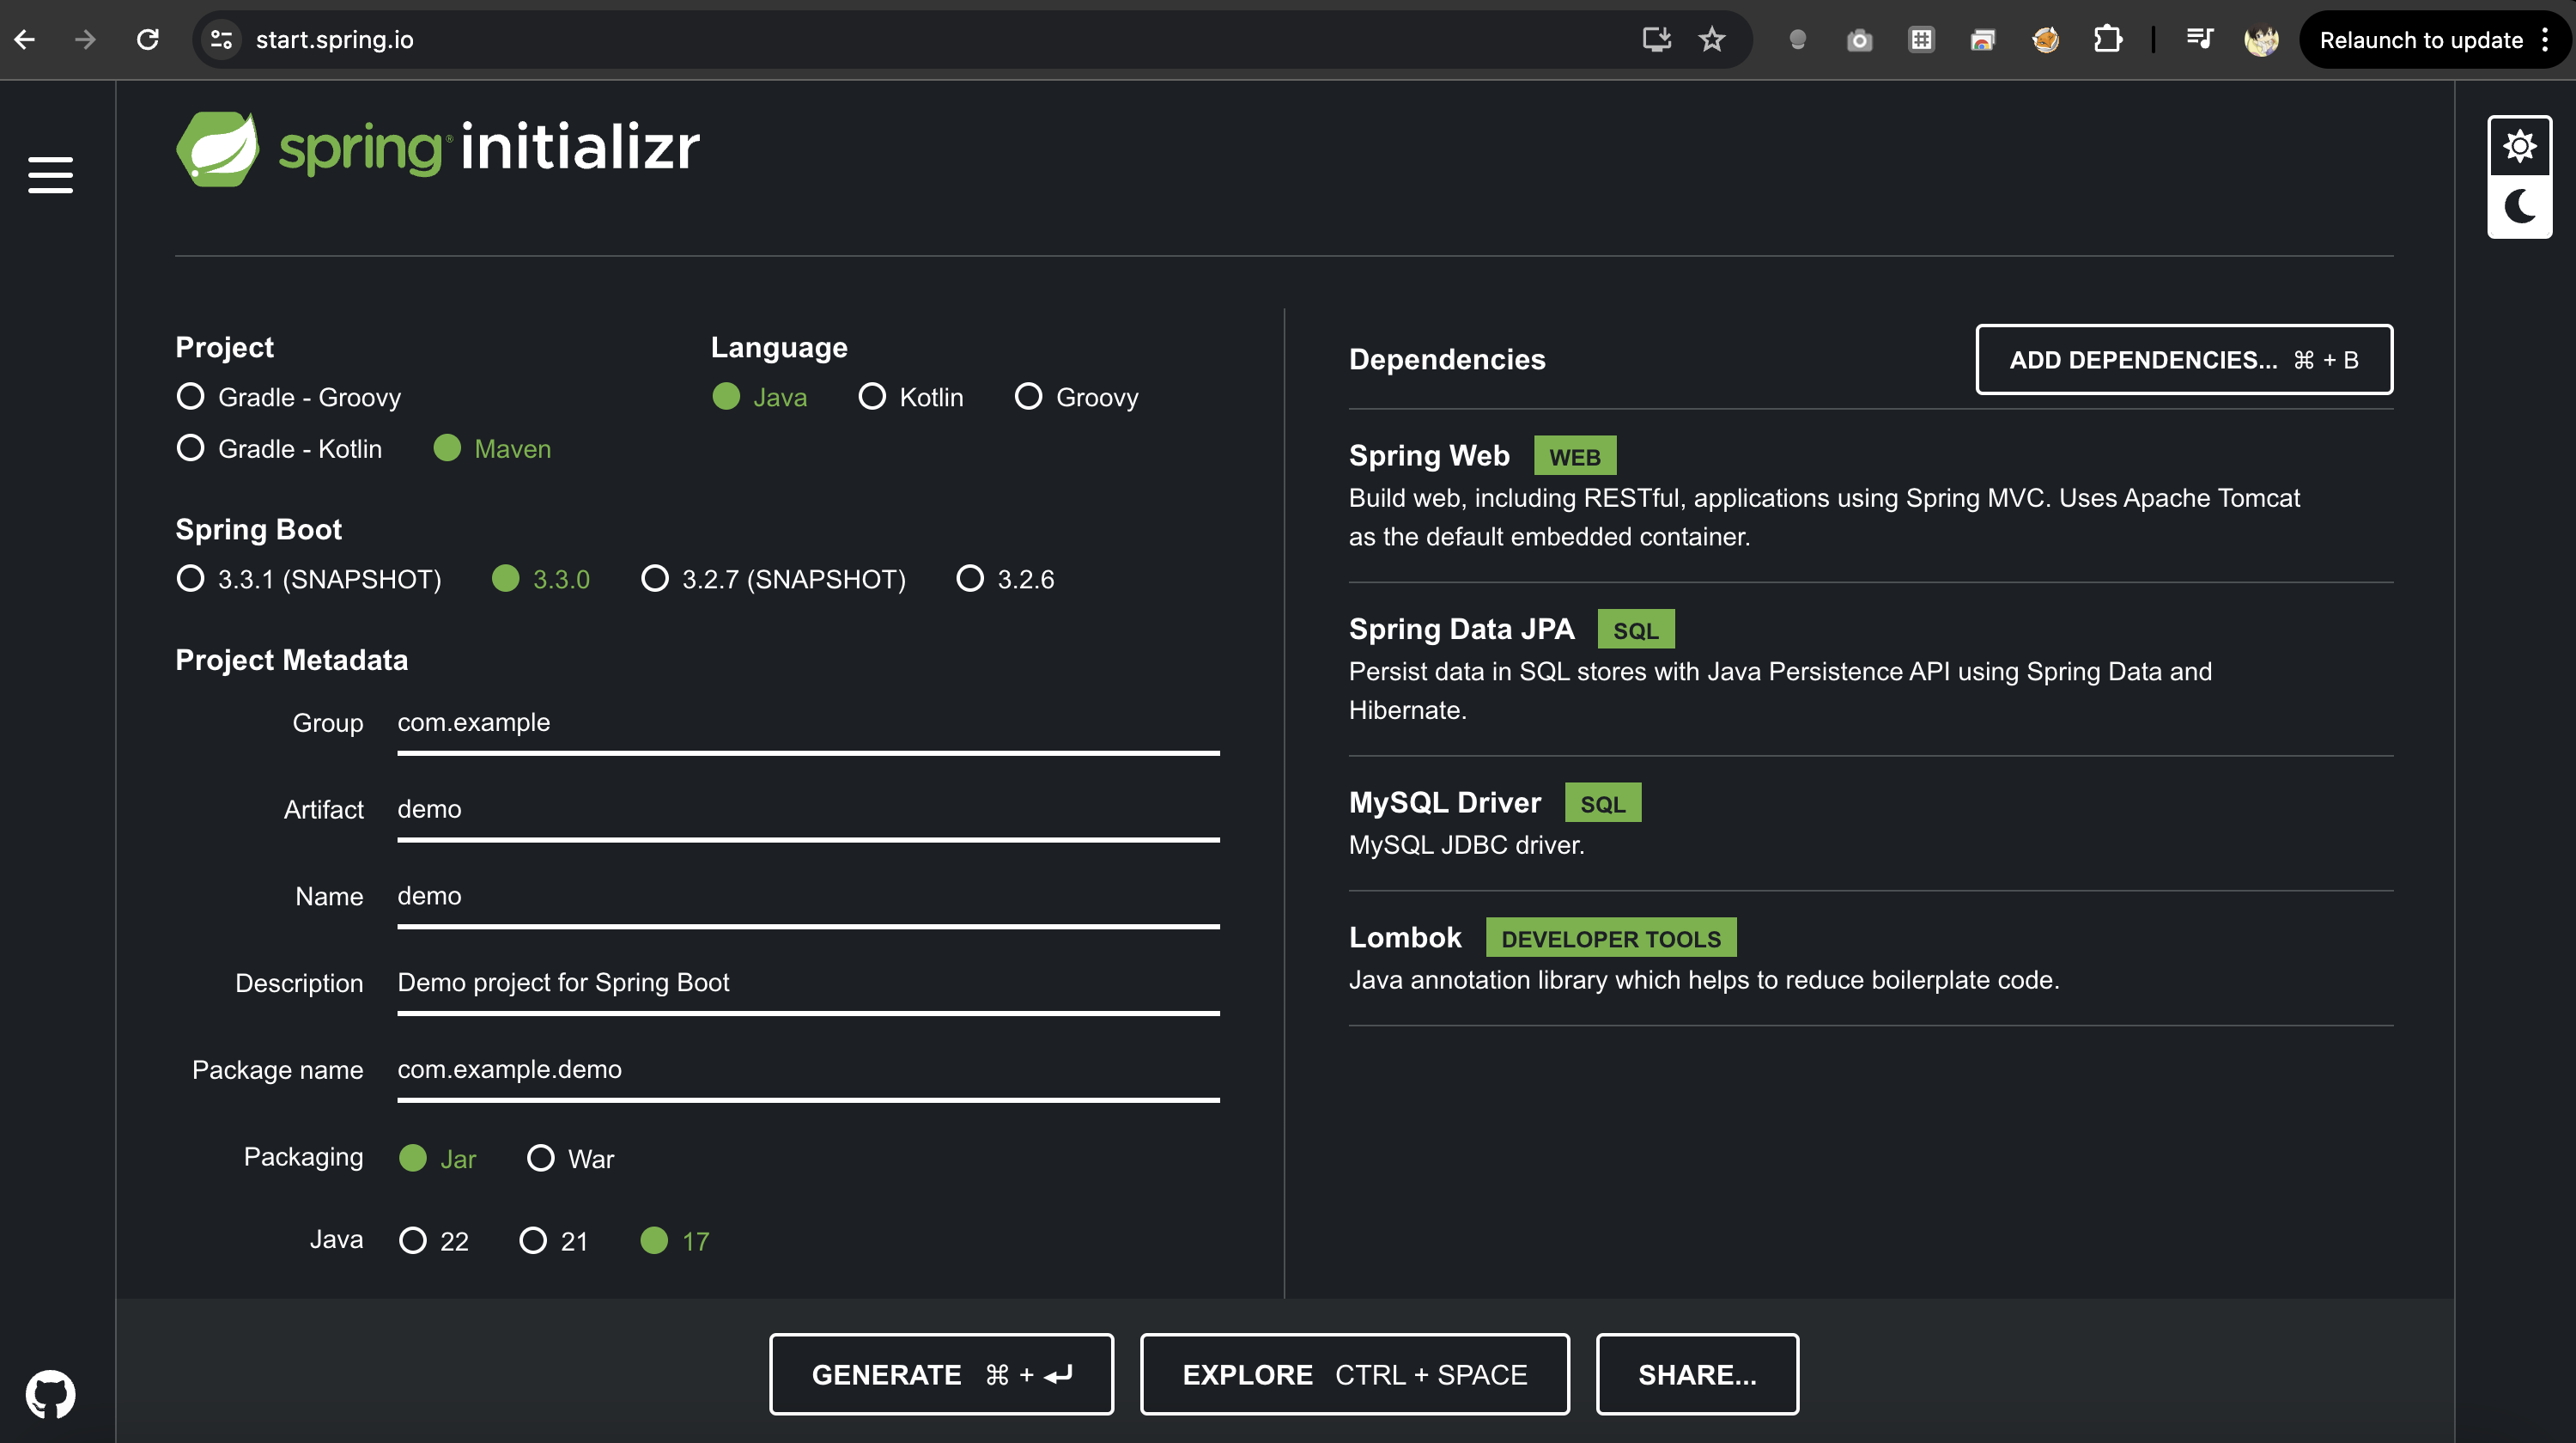 start.spring.io
Relaunch to update
spring initializr
Project
Gradle - Groovy
Gradle - Kotlin Maven
Language
Java Kotlin Groovy
Spring Boot
3.3.1 (SNAPSHOT) 3.3.0 3.2.7 (SNAPSHOT) 3.2.6
Project Metadata
Group com.example
Artifact demo
Name demo
Description Demo project for Spring Boot
Package name com.example.demo
Packaging Jar War
Java 22 21 17
Dependencies ADD DEPENDENCIES... ⌘ + B
Spring Web WEB
Build web, including RESTful, applications using Spring MVC. Uses Apache Tomcat
as the default embedded container.
Spring Data JPA SQL
Persist data in SQL stores with Java Persistence API using Spring Data and
Hibernate.
MySQL Driver SQL
MySQL JDBC driver.
Lombok DEVELOPER TOOLS
Java annotation library which helps to reduce boilerplate code.
GENERATE ⌘ + ⏎ EXPLORE CTRL + SPACE SHARE...